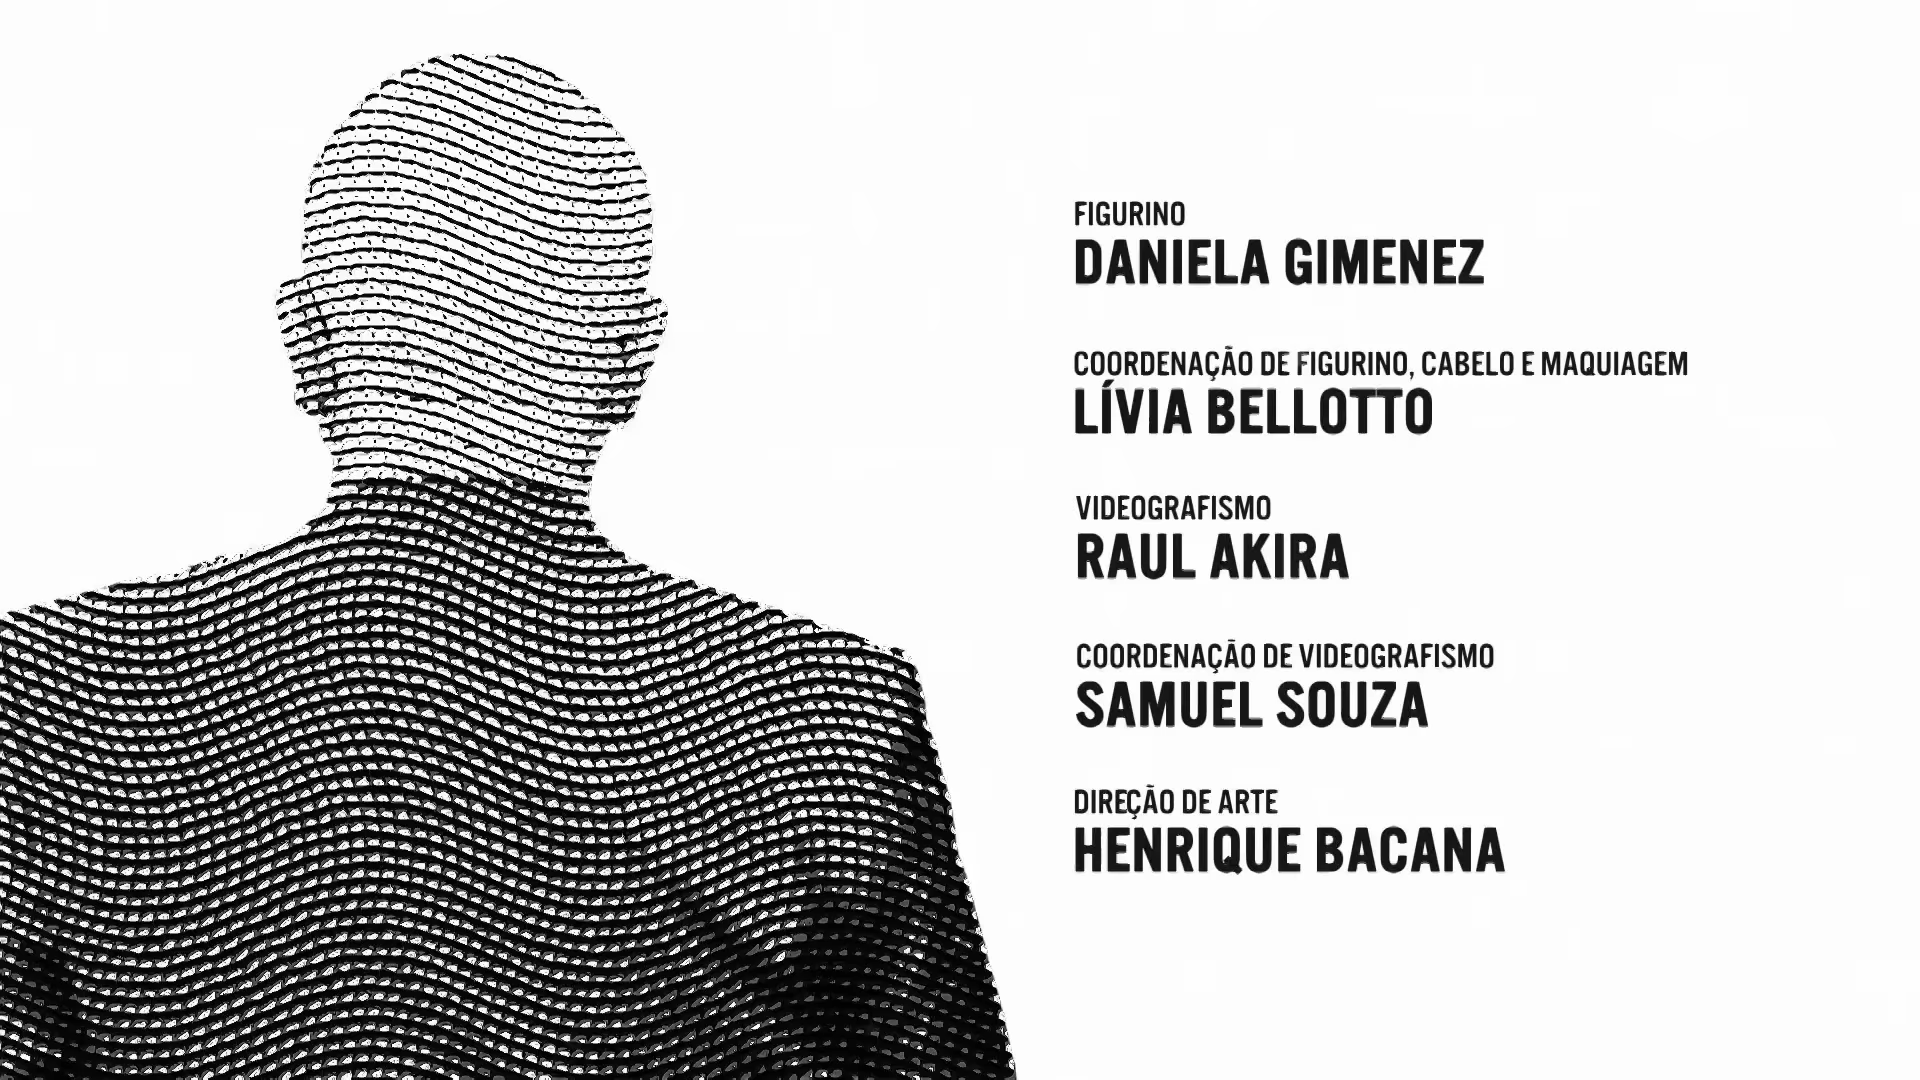 FIGURINO
DANIELA GIMENEZ
COORDENAÇÃO DE FIGURINO, CABELO E MAQUIAGEM
LÍVIA BELLOTTO
VIDEOGRAFISMO
RAUL AKIRA
COORDENAÇÃO DE VIDEOGRAFISMO
SAMUEL SOUZA
DIREÇÃO DE ARTE
HENRIQUE BACANA